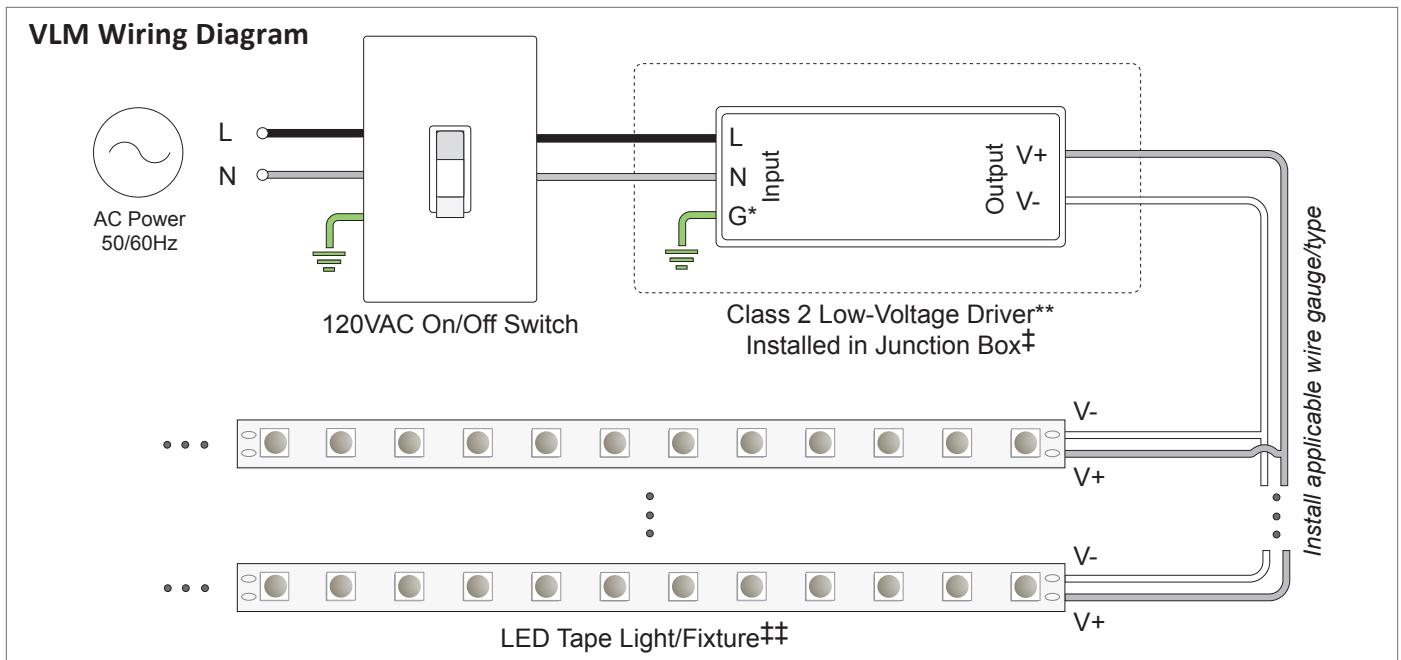 VLM Wiring Diagram
L
N
AC Power
50/60Hz
120VAC On/Off Switch
L
N
G*
Input
Output
V+
V-
Class 2 Low-Voltage Driver**
Installed in Junction Box‡
Install applicable wire gauge/type
V-
V+
V-
V+
LED Tape Light/Fixture‡‡